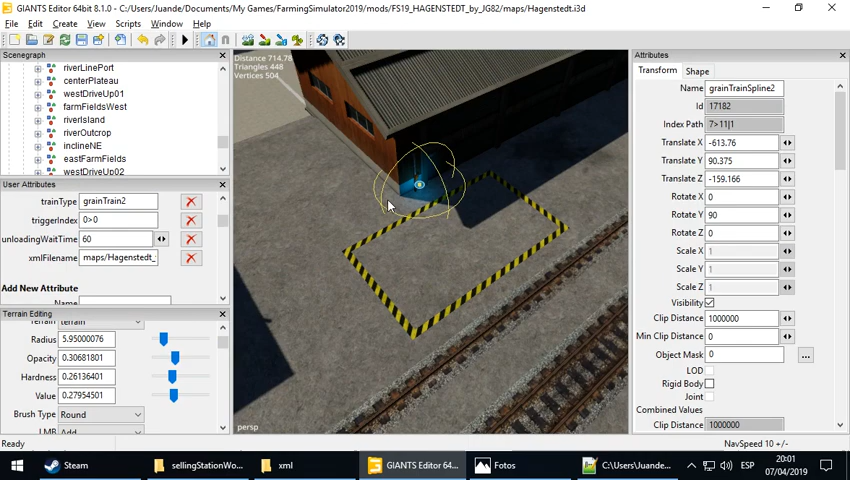 GIANTS Editor 64bit 8.1.0 - C:/Users/Juande/Documents/My Games/FarmingSimulator2019/mods/FS19_HAGENSTEDT_by_JG82/maps/Hagenstedt.i3d
File Edit Create View Scripts Window Help
Scenegraph
riverLinePort
centerPlateau
westDriveUp01
farmFieldsWest
riverIsland
riverOutcrop
inclineNE
eastFarmFields
westDriveUp02
User Attributes
trainType grainTrain2
triggerIndex 0>0
unloadingWaitTime 60
xmlFilename maps/Hagenstedt_
Add New Attribute
Name
Terrain Editing
Terrain terrain
Radius 5.95000076
Opacity 0.30681801
Hardness 0.26136401
Value 0.27954501
Brush Type Round
LMB Add
Distance 714,78
Triangles 448
Vertices 504
persp
Attributes
Transform Shape
Name grainTrainSpline2
Id 17182
Index Path 7>11|1
Translate X -613.76
Translate Y 90.375
Translate Z -159.166
Rotate X 0
Rotate Y 90
Rotate Z 0
Scale X 1
Scale Y 1
Scale Z 1
Visibility
Clip Distance 1000000
Min Clip Distance 0
Object Mask 0 ...
LOD
Rigid Body
Joint
Combined Values
Clip Distance 1000000
Ready NavSpeed 10 +/-
Steam sellingStationWo... xml GIANTS Editor 64... Fotos C:\Users\Juande... ESP 20:01
07/04/2019